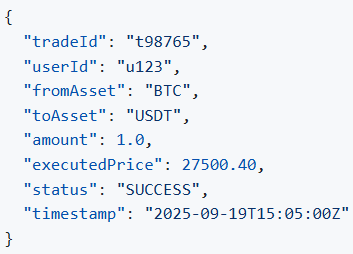 {
  "tradeId": "t98765",
  "userId": "u123",
  "fromAsset": "BTC",
  "toAsset": "USDT",
  "amount": 1.0,
  "executedPrice": 27500.40,
  "status": "SUCCESS",
  "timestamp": "2025-09-19T15:05:00Z"
}